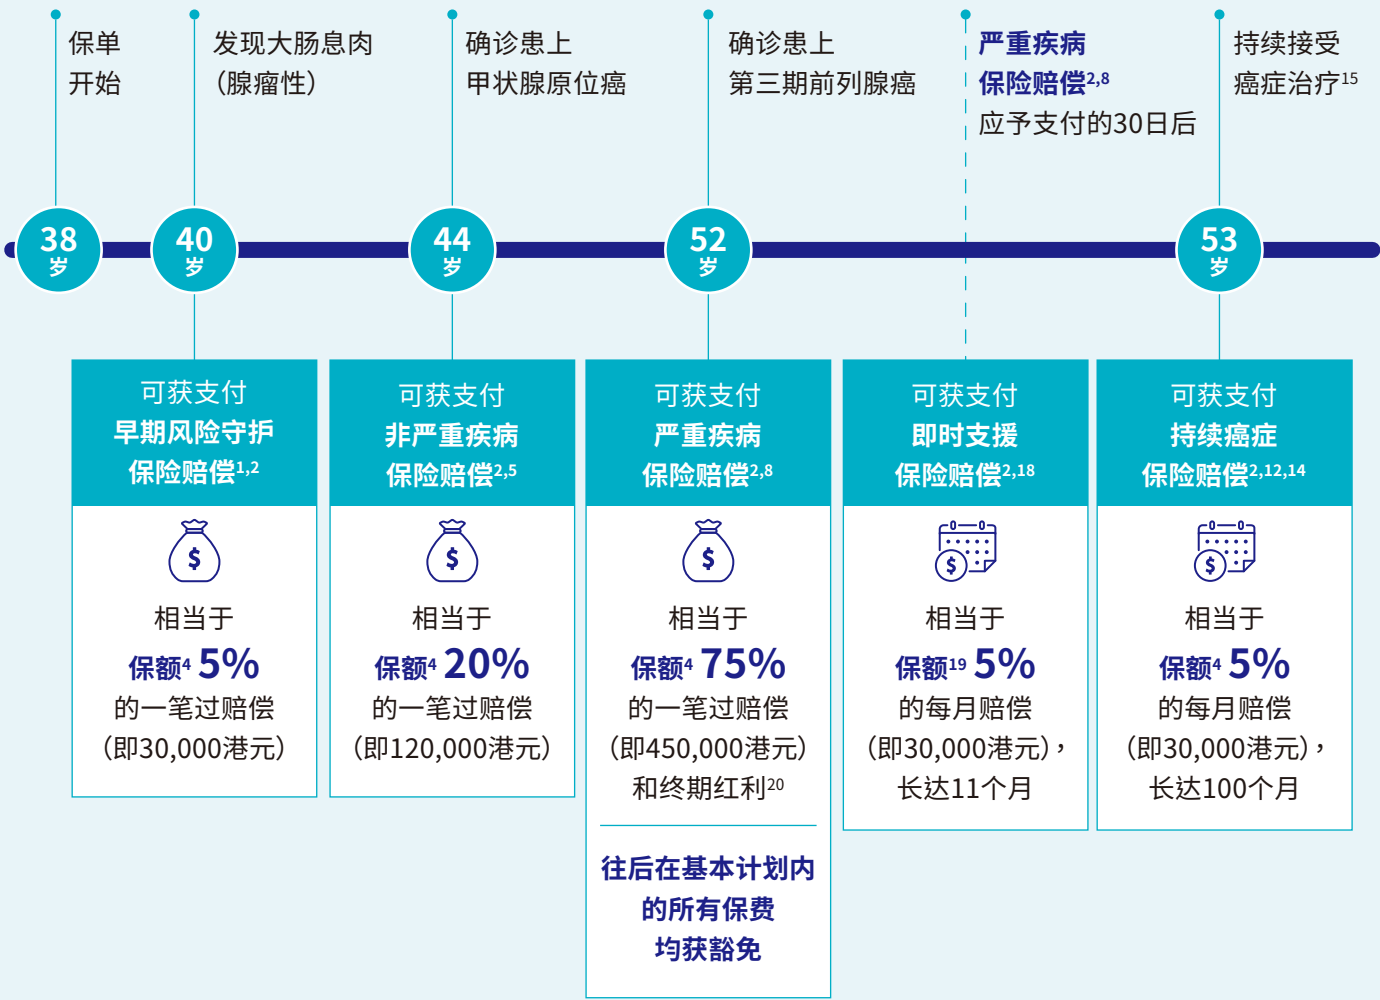 保单
开始
发现大肠息肉
（腺瘤性）
确诊患上
甲状腺原位癌
确诊患上
第三期前列腺癌
严重疾病
保险赔偿2,8
应予支付的30日后
持续接受
癌症治疗15
38
岁
40
岁
44
岁
52
岁
53
岁
可获支付
早期风险守护
保险赔偿1,2
$
相当于
保额4 5%
的一笔过赔偿
（即30,000港元）
可获支付
非严重疾病
保险赔偿2,5
$
相当于
保额4 20%
的一笔过赔偿
（即120,000港元）
可获支付
严重疾病
保险赔偿2,8
$
相当于
保额4 75%
的一笔过赔偿
（即450,000港元）
和终期红利20
往后在基本计划内
的所有保费
均获豁免
可获支付
即时支援
保险赔偿2,18
$
相当于
保额19 5%
的每月赔偿
（即30,000港元），
长达11个月
可获支付
持续癌症
保险赔偿2,12,14
$
相当于
保额4 5%
的每月赔偿
（即30,000港元），
长达100个月